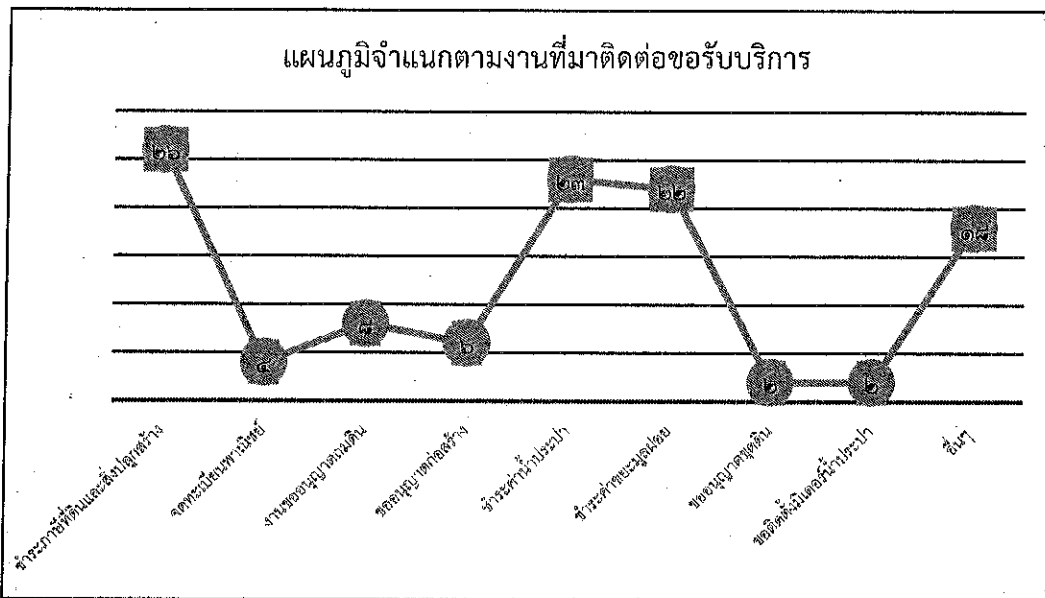 แผนภูมิจำแนกตามงานที่มาติดต่อขอรับบริการ
๒๖
๔
๘
๖
๒๓
๒๒
๒
๒
๑๘
ชำระภาษีที่ดินและสิ่งปลูกสร้าง
จดทะเบียนพาณิชย์
งานขออนุญาตถมดิน
ขออนุญาตก่อสร้าง
ชำระค่าน้ำประปา
ชำระค่าขยะมูลฝอย
ขออนุญาตขุดดิน
ขอติดตั้งมิเตอร์น้ำประปา
อื่นๆ